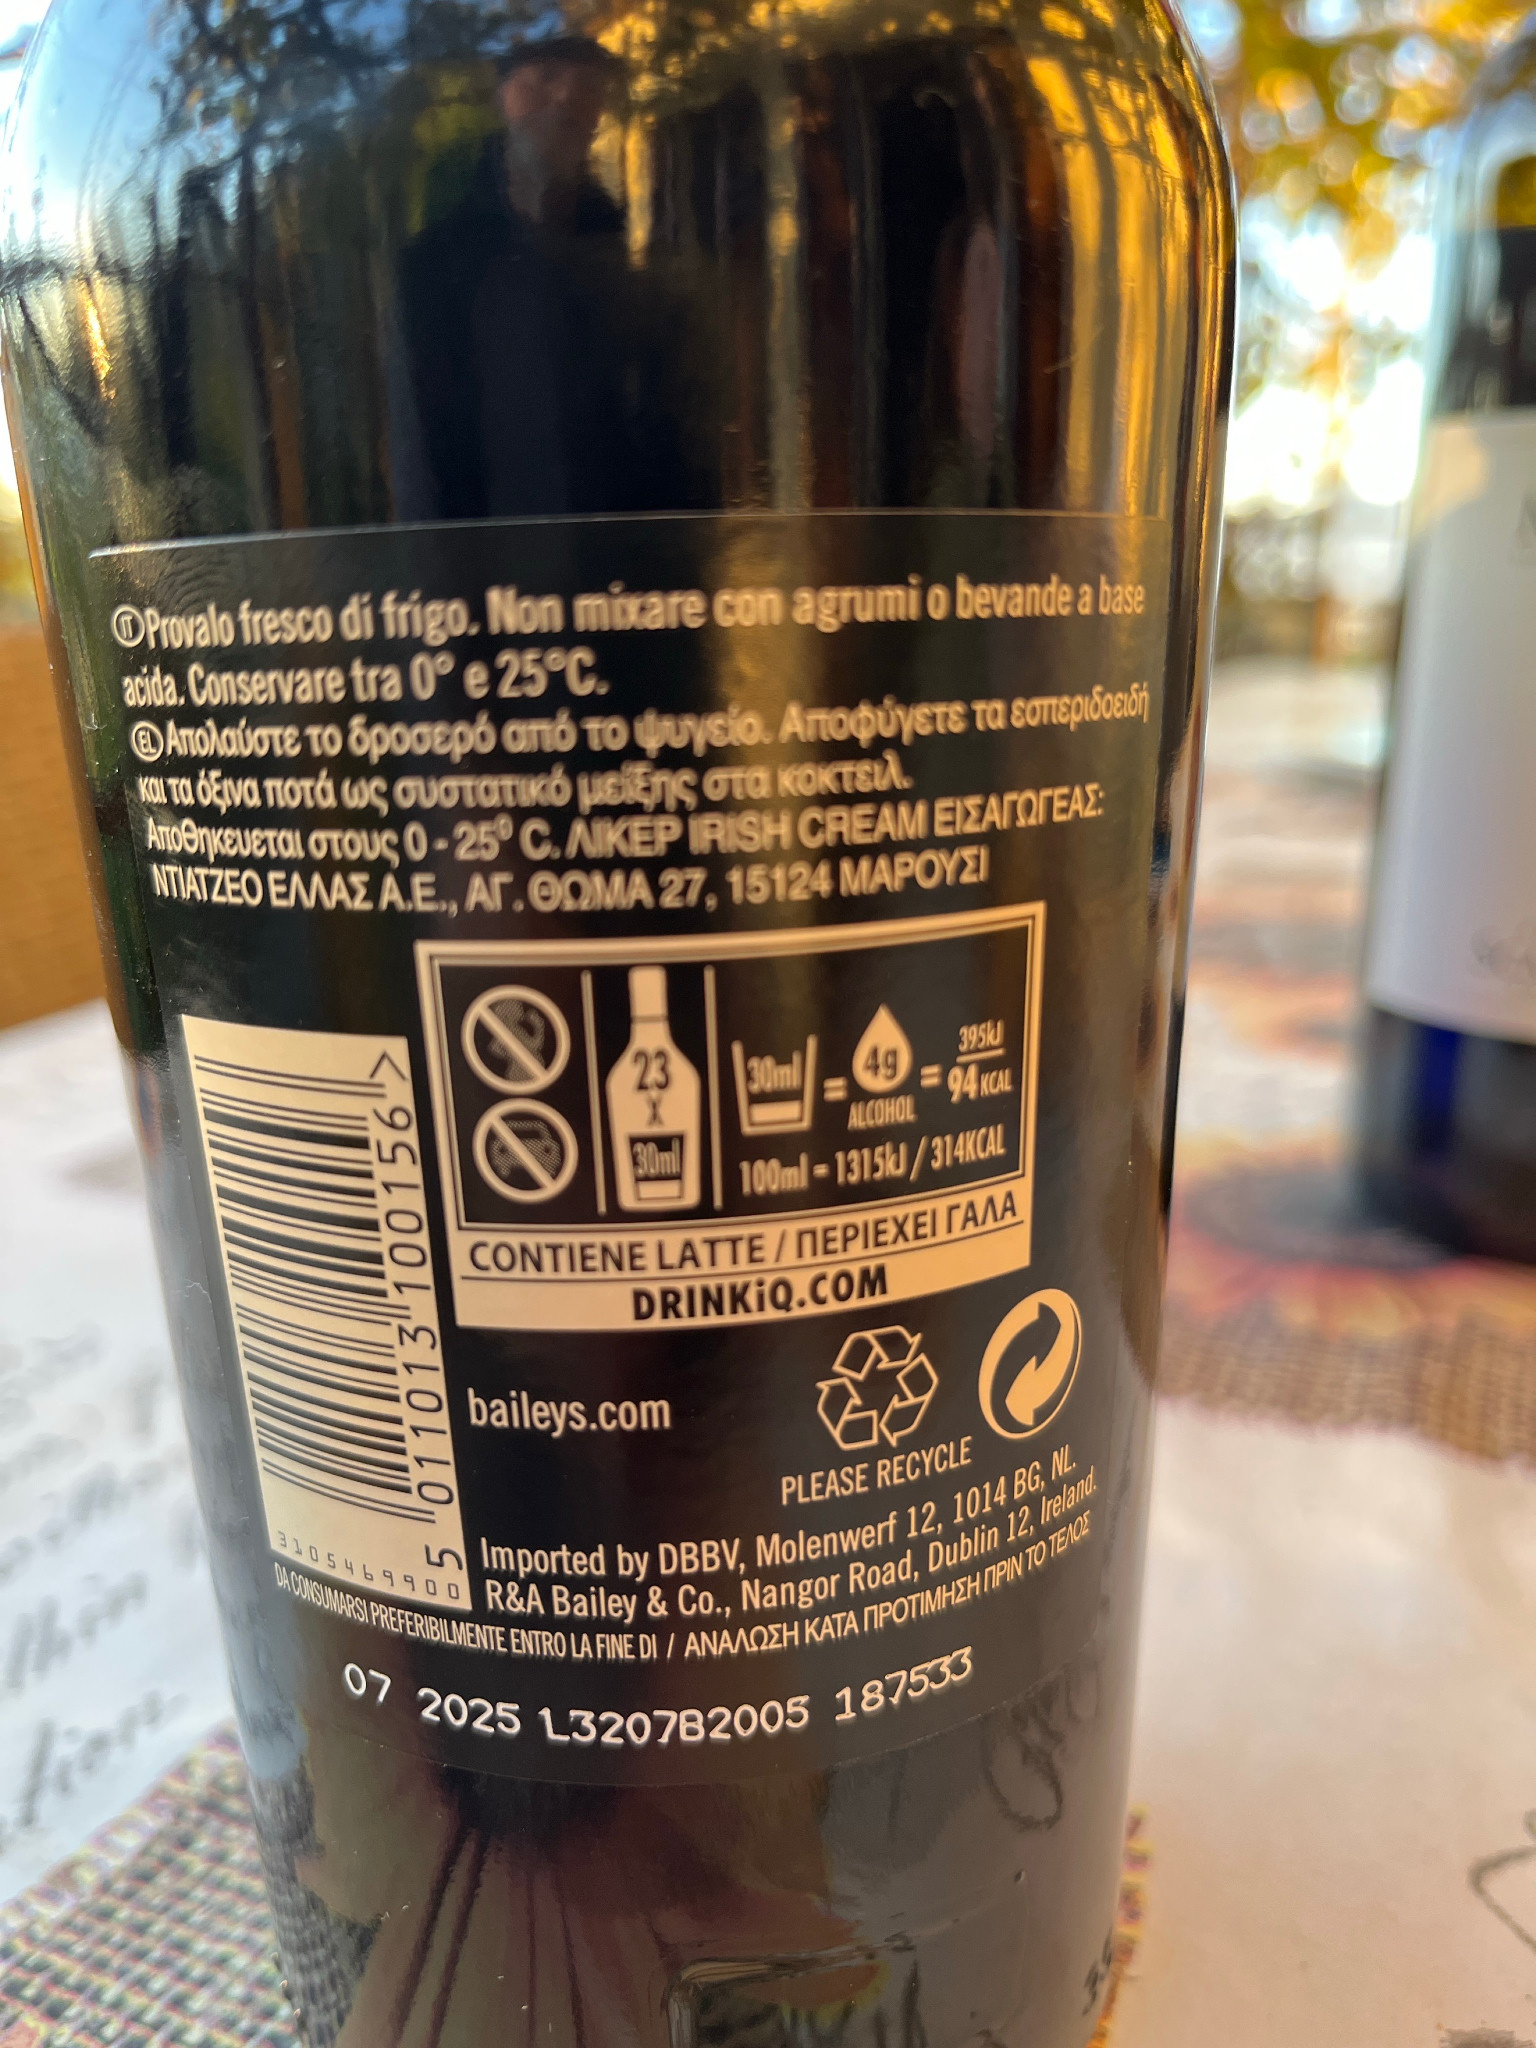 IT Provalo fresco di frigo. Non mixare con agrumi o bevande a base
acida. Conservare tra 0° e 25°C.
EL Απολαύστε το δροσερό από το ψυγείο. Αποφύγετε τα εσπεριδοειδή
και τα όξινα ποτά ως συστατικό μείξης στα κοκτειλ.
Αποθηκευεται στους 0 - 25⁰ C. ΛΙΚΕΡ IRISH CREAM ΕΙΣΑΓΩΓΕΑΣ:
ΝΤΙΑΤΖΕΟ ΕΛΛΑΣ Α.Ε., ΑΓ. ΘΩΜΑ 27, 15124 ΜΑΡΟΥΣΙ
23
X
30ml
30ml = 4g = 395kJ
ALCOHOL 94 KCAL
100ml = 1315kJ / 314KCAL
CONTIENE LATTE / ΠΕΡΙΕΧΕΙ ΓΑΛΑ
DRINKiQ.COM
5 011013 100156 >
3105469900
baileys.com
PLEASE RECYCLE
Imported by DBBV, Molenwerf 12, 1014 BG, NL.
R&A Bailey & Co., Nangor Road, Dublin 12, Ireland.
DA CONSUMARSI PREFERIBILMENTE ENTRO LA FINE DI / ΑΝΑΛΩΣΗ ΚΑΤΑ ΠΡΟΤΙΜΗΣΗ ΠΡΙΝ ΤΟ ΤΕΛΟΣ
07 2025 L3207B2005 187533